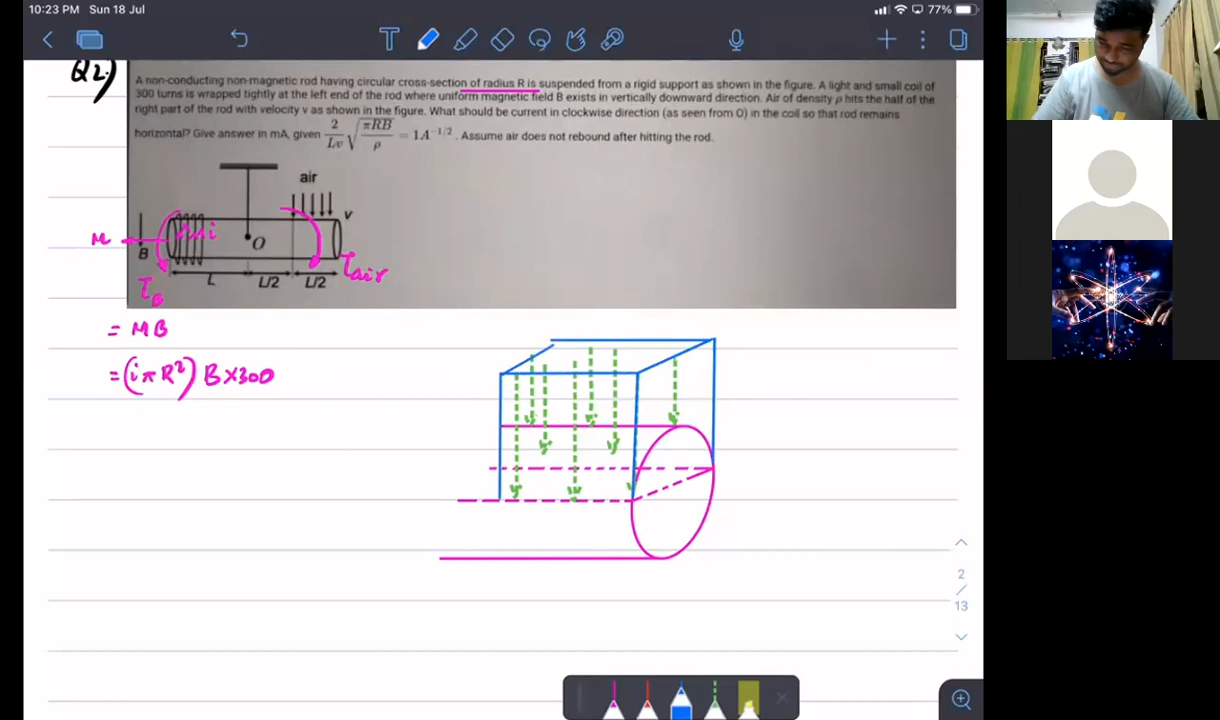 10:23 PM Sun 18 Jul
77%
Q2.)
A non-conducting non-magnetic rod having circular cross-section of radius R is suspended from a rigid support as shown in the figure. A light and small coil of
300 turns is wrapped tightly at the left end of the rod where uniform magnetic field B exists in vertically downward direction. Air of density ρ hits the half of the
right part of the rod with velocity v as shown in the figure. What should be current in clockwise direction (as seen from O) in the coil so that rod remains
horizontal? Give answer in mA, given 2/Lv √(πRB/ρ) = 1A^-1/2. Assume air does not rebound after hitting the rod.
air
v
M
i
B
O
τair
L
L/2
L/2
τB
= MB
= (iπR²) B×300
T
2
/
13